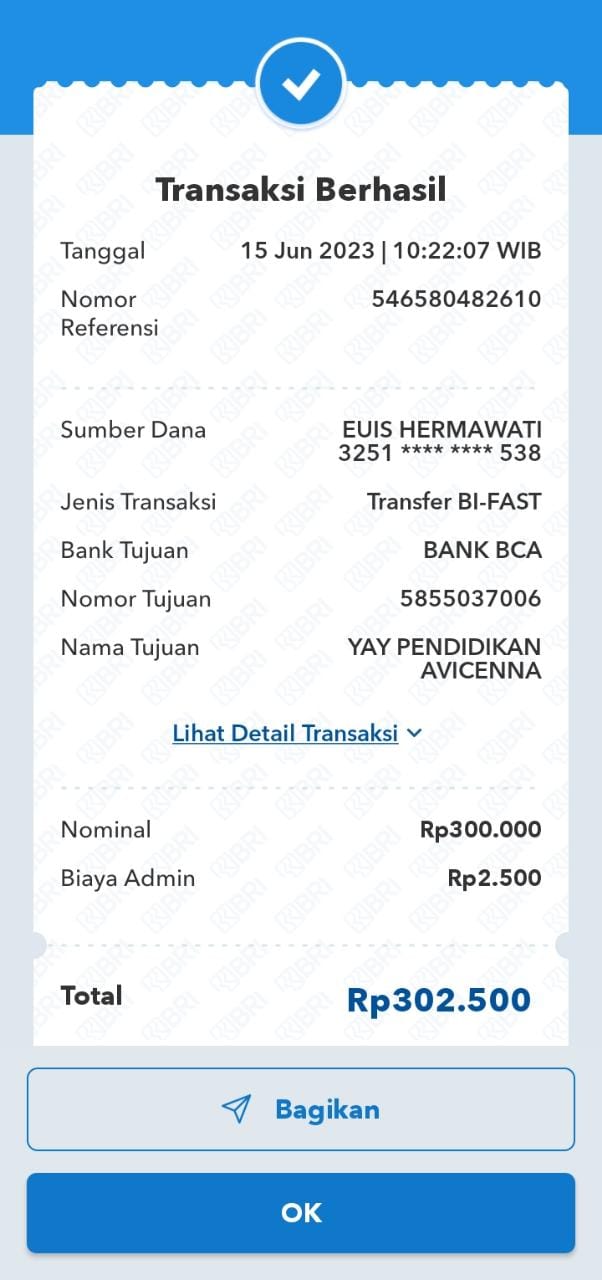 Transaksi Berhasil
Tanggal 15 Jun 2023 | 10:22:07 WIB
Nomor Referensi 546580482610
Sumber Dana EUIS HERMAWATI
3251 **** **** 538
Jenis Transaksi Transfer BI-FAST
Bank Tujuan BANK BCA
Nomor Tujuan 5855037006
Nama Tujuan YAY PENDIDIKAN
AVICENNA
Lihat Detail Transaksi
Nominal Rp300.000
Biaya Admin Rp2.500
Total Rp302.500
Bagikan
OK